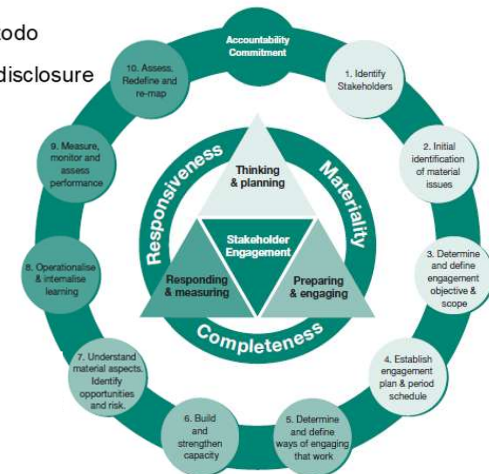 todo
disclosure
Accountability
Commitment
1. Identify
Stakeholders
2. Initial
identification
of material
issues
3. Determine
and define
engagement
objective &
scope
4. Establish
engagement
plan & period
schedule
5. Determine
and define
ways of engaging
that work
6. Build
and
strengthen
capacity
7. Understand
material aspects.
Identify
opportunities
and risk.
8. Operationalise
& internalise
learning
9. Measure,
monitor and
assess
performance
10. Assess.
Redefine and
re-map
Responsiveness
Materiality
Completeness
Thinking
& planning
Stakeholder
Engagement
Responding
& measuring
Preparing
& engaging